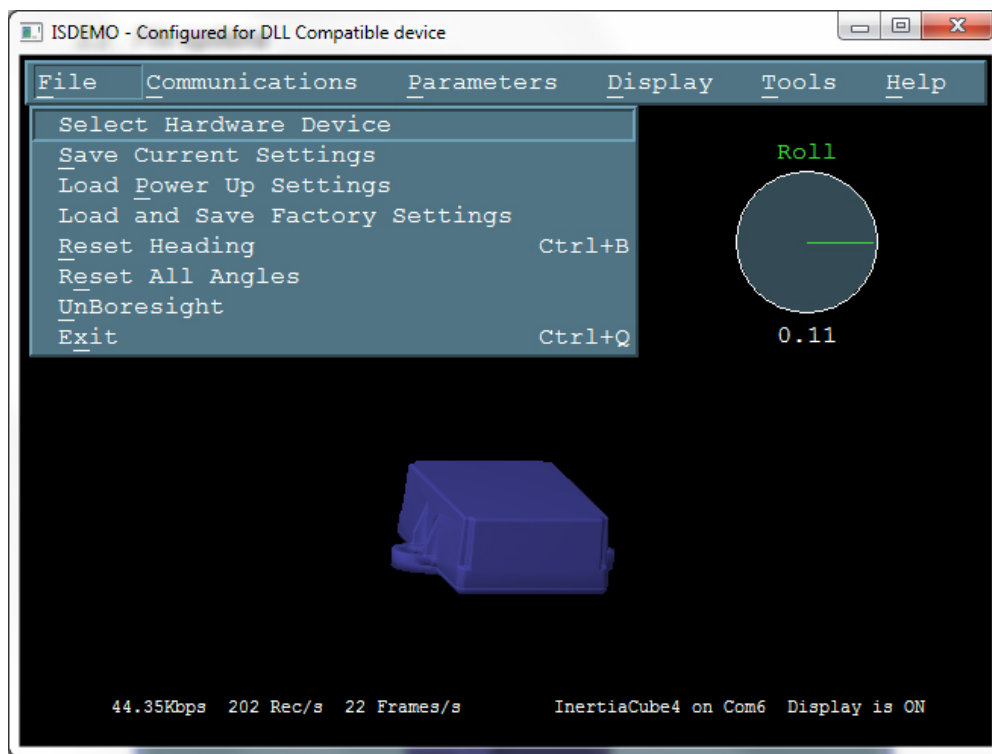 ISDEMO - Configured for DLL Compatible device
File Communications Parameters Display Tools Help
Select Hardware Device
Save Current Settings
Load Power Up Settings
Load and Save Factory Settings
Reset Heading Ctrl+B
Reset All Angles
UnBoresight
Exit Ctrl+Q
Roll
0.11
44.35Kbps 202 Rec/s 22 Frames/s InertiaCube4 on Com6 Display is ON